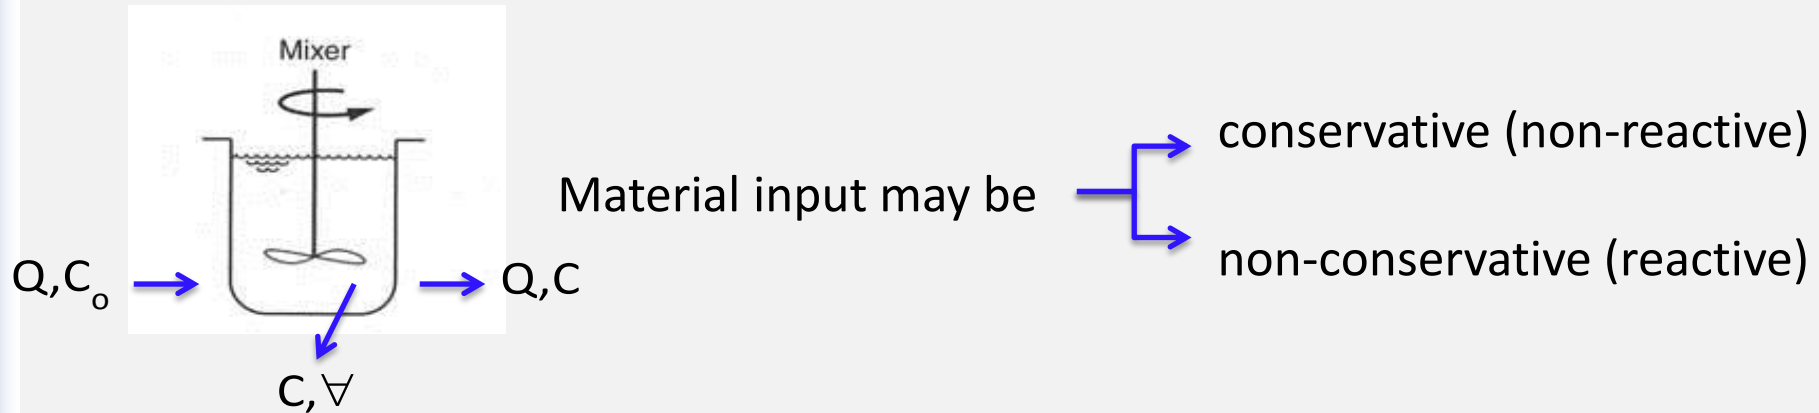 Mixer
conservative (non-reactive)
Material input may be
non-conservative (reactive)
Q,Cₒ
Q,C
C,∀